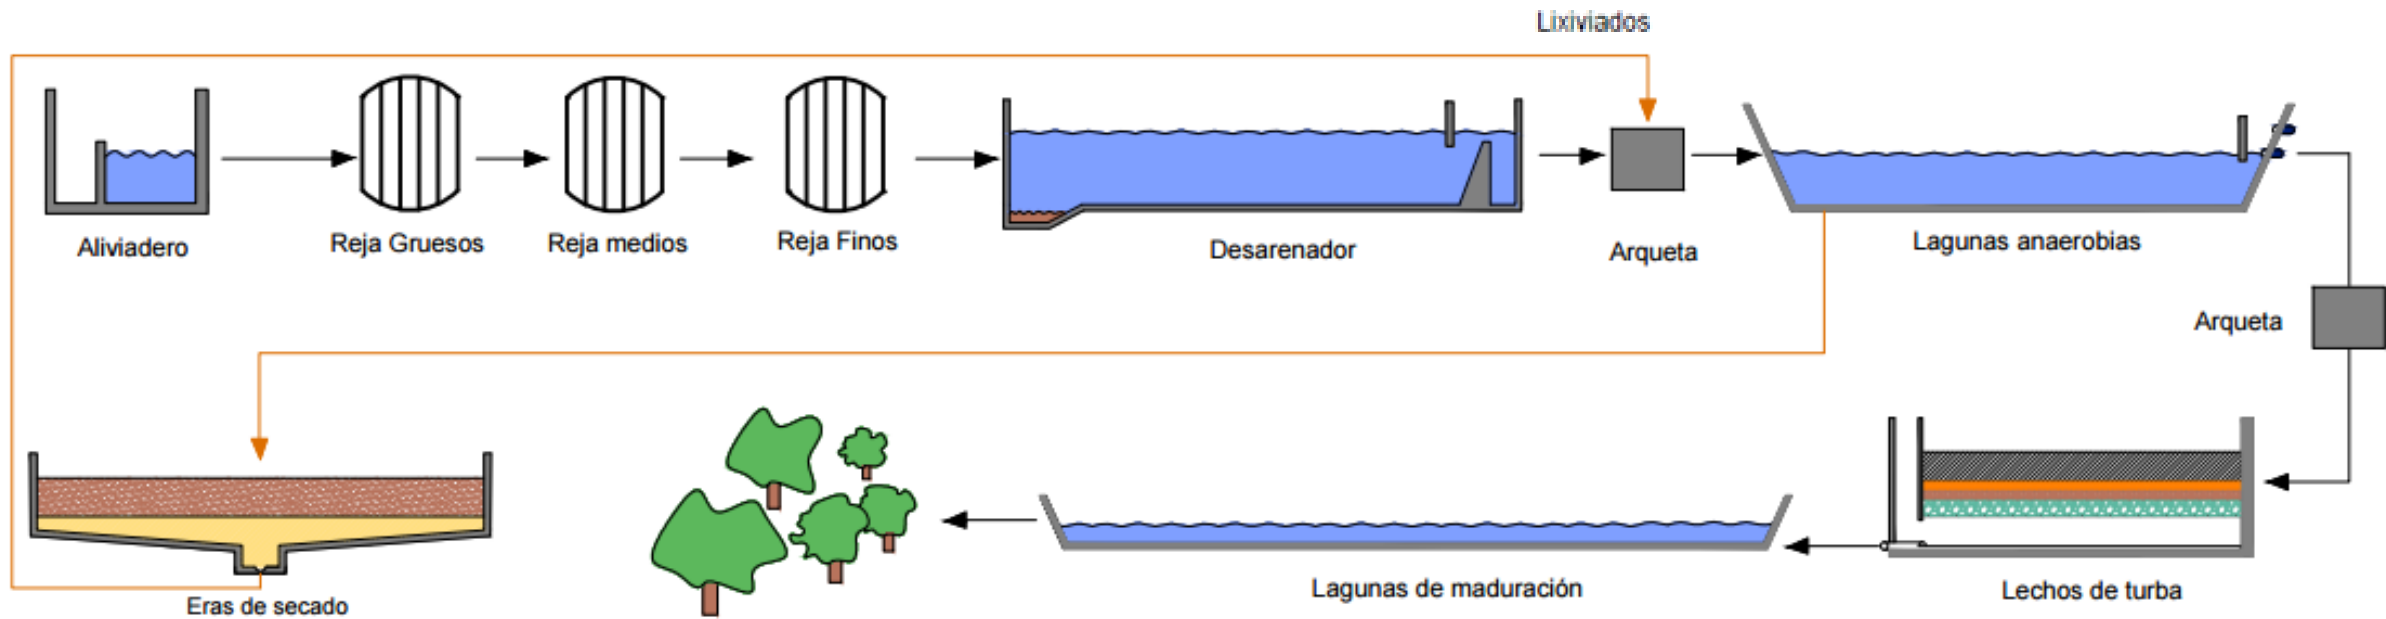 Lixiviados
Aliviadero
Reja Gruesos
Reja medios
Reja Finos
Desarenador
Arqueta
Lagunas anaerobias
Arqueta
Eras de secado
Lagunas de maduración
Lechos de turba